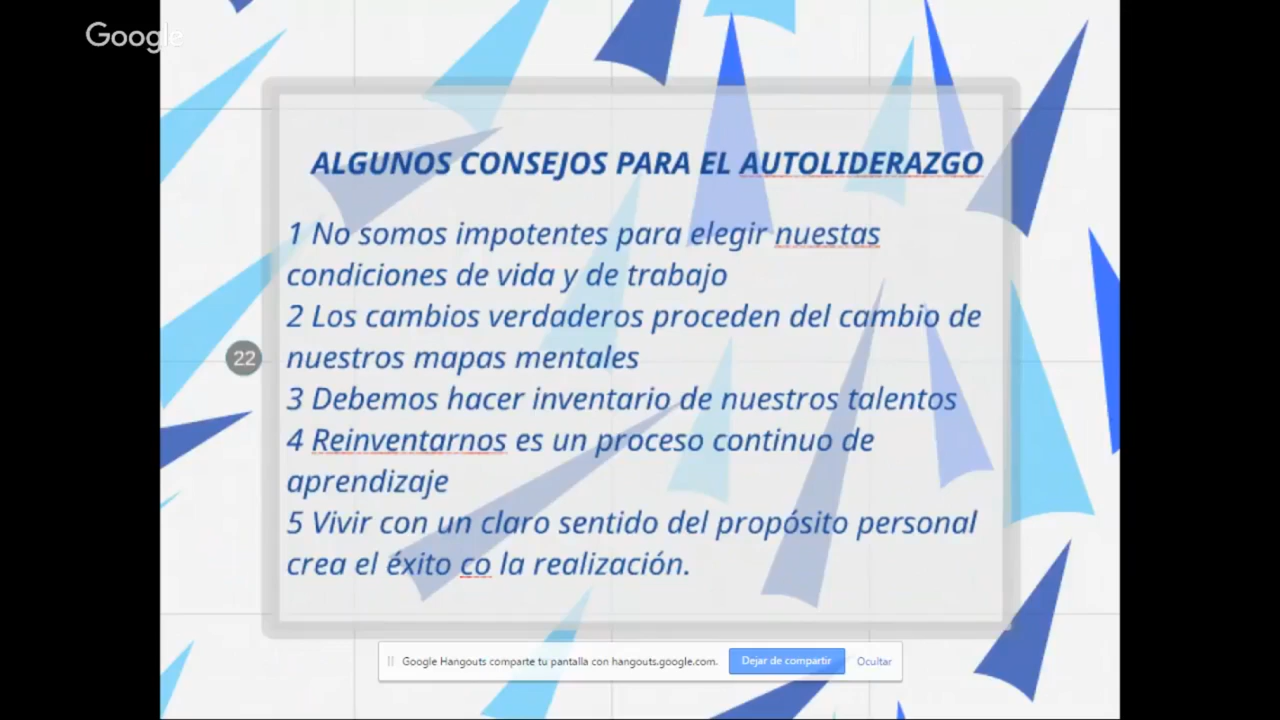 Google
ALGUNOS CONSEJOS PARA EL AUTOLIDERAZGO
1 No somos impotentes para elegir nuestas
condiciones de vida y de trabajo
2 Los cambios verdaderos proceden del cambio de
nuestros mapas mentales
3 Debemos hacer inventario de nuestros talentos
22
4 Reinventarnos es un proceso continuo de
aprendizaje
5 Vivir con un claro sentido del propósito personal
crea el éxito co la realización.
Google Hangouts comparte tu pantalla con hangouts.google.com. Dejar de compartir Ocultar